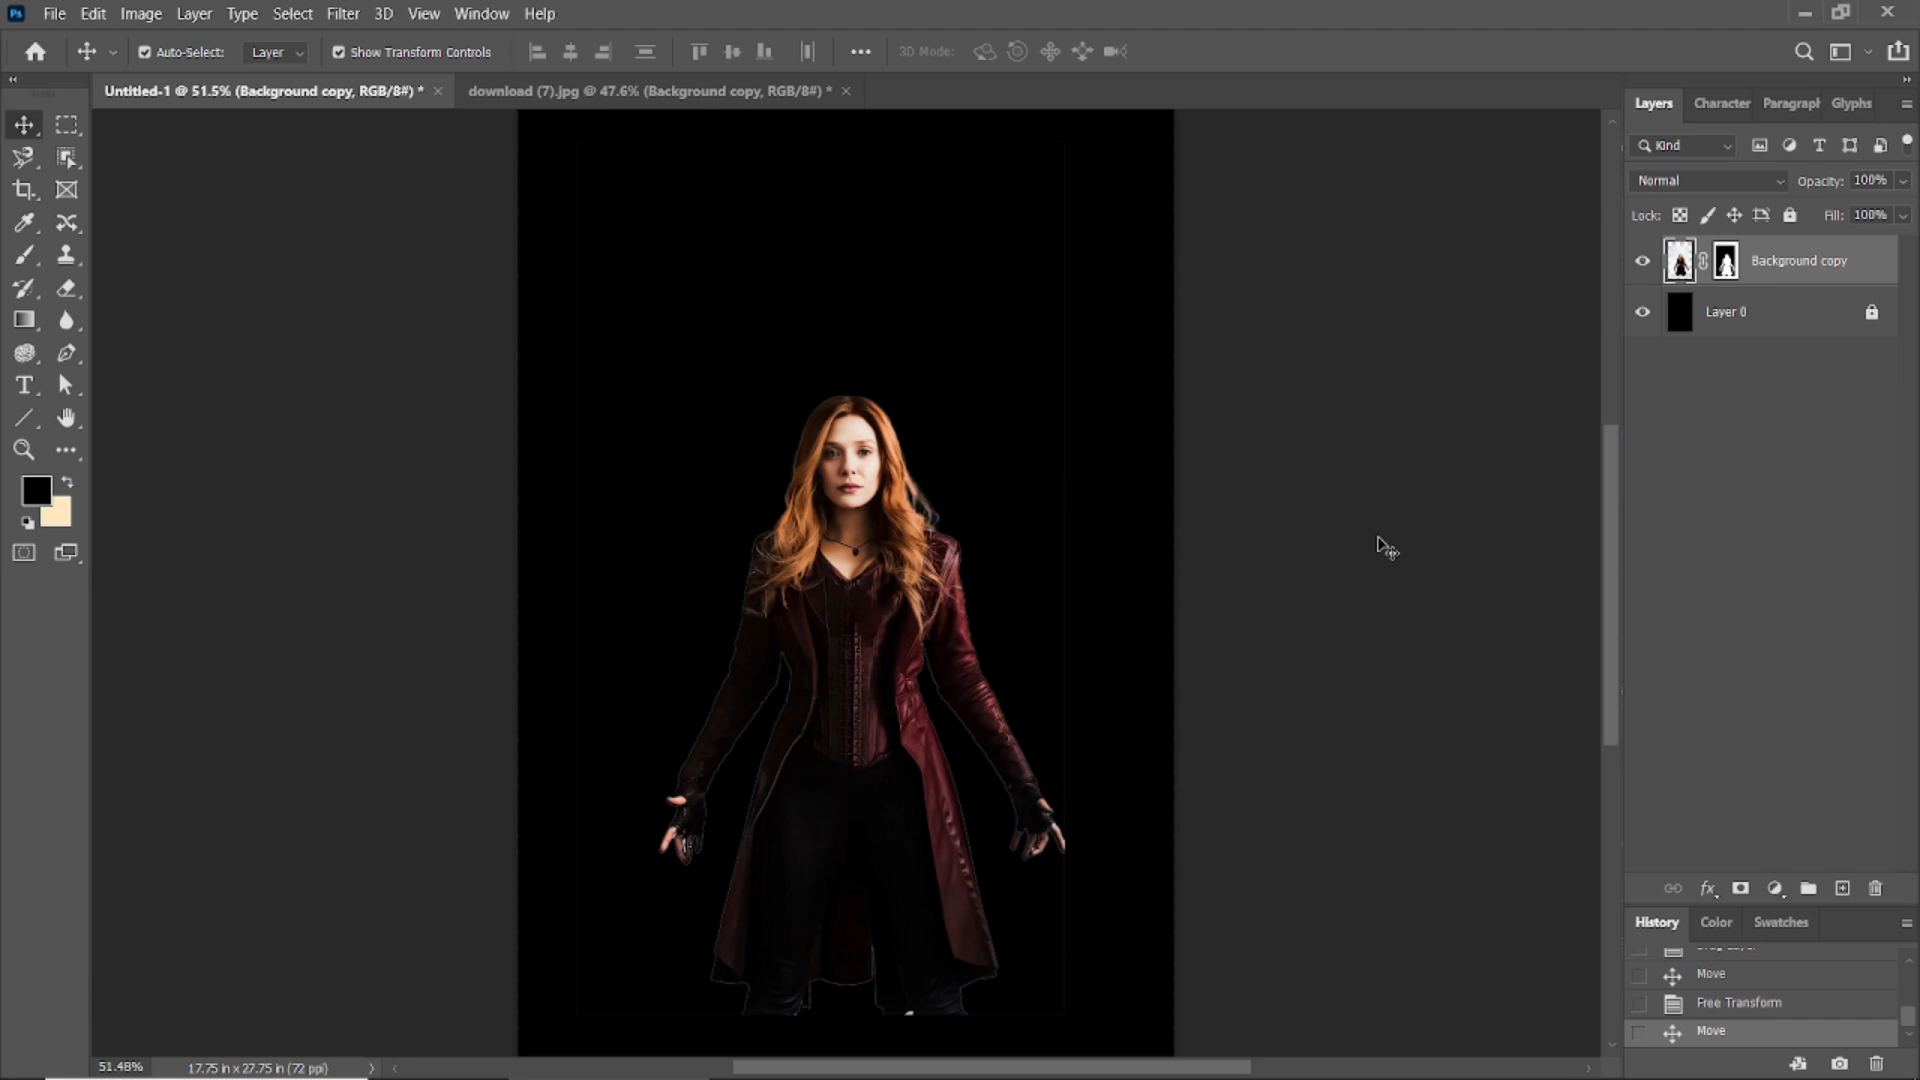 Ps File Edit Image Layer Type Select Filter 3D View Window Help
Auto-Select: Layer Show Transform Controls 3D Mode:
Untitled-1 @ 51.5% (Background copy, RGB/8#) * × download (7).jpg @ 47.6% (Background copy, RGB/8#) * ×
Layers Character Paragraph Glyphs
Kind
Normal Opacity: 100%
Lock: Fill: 100%
Background copy
Layer 0
fx
History Color Swatches
Move
Free Transform
Move
51.48% 17.75 in x 27.75 in (72 ppi)